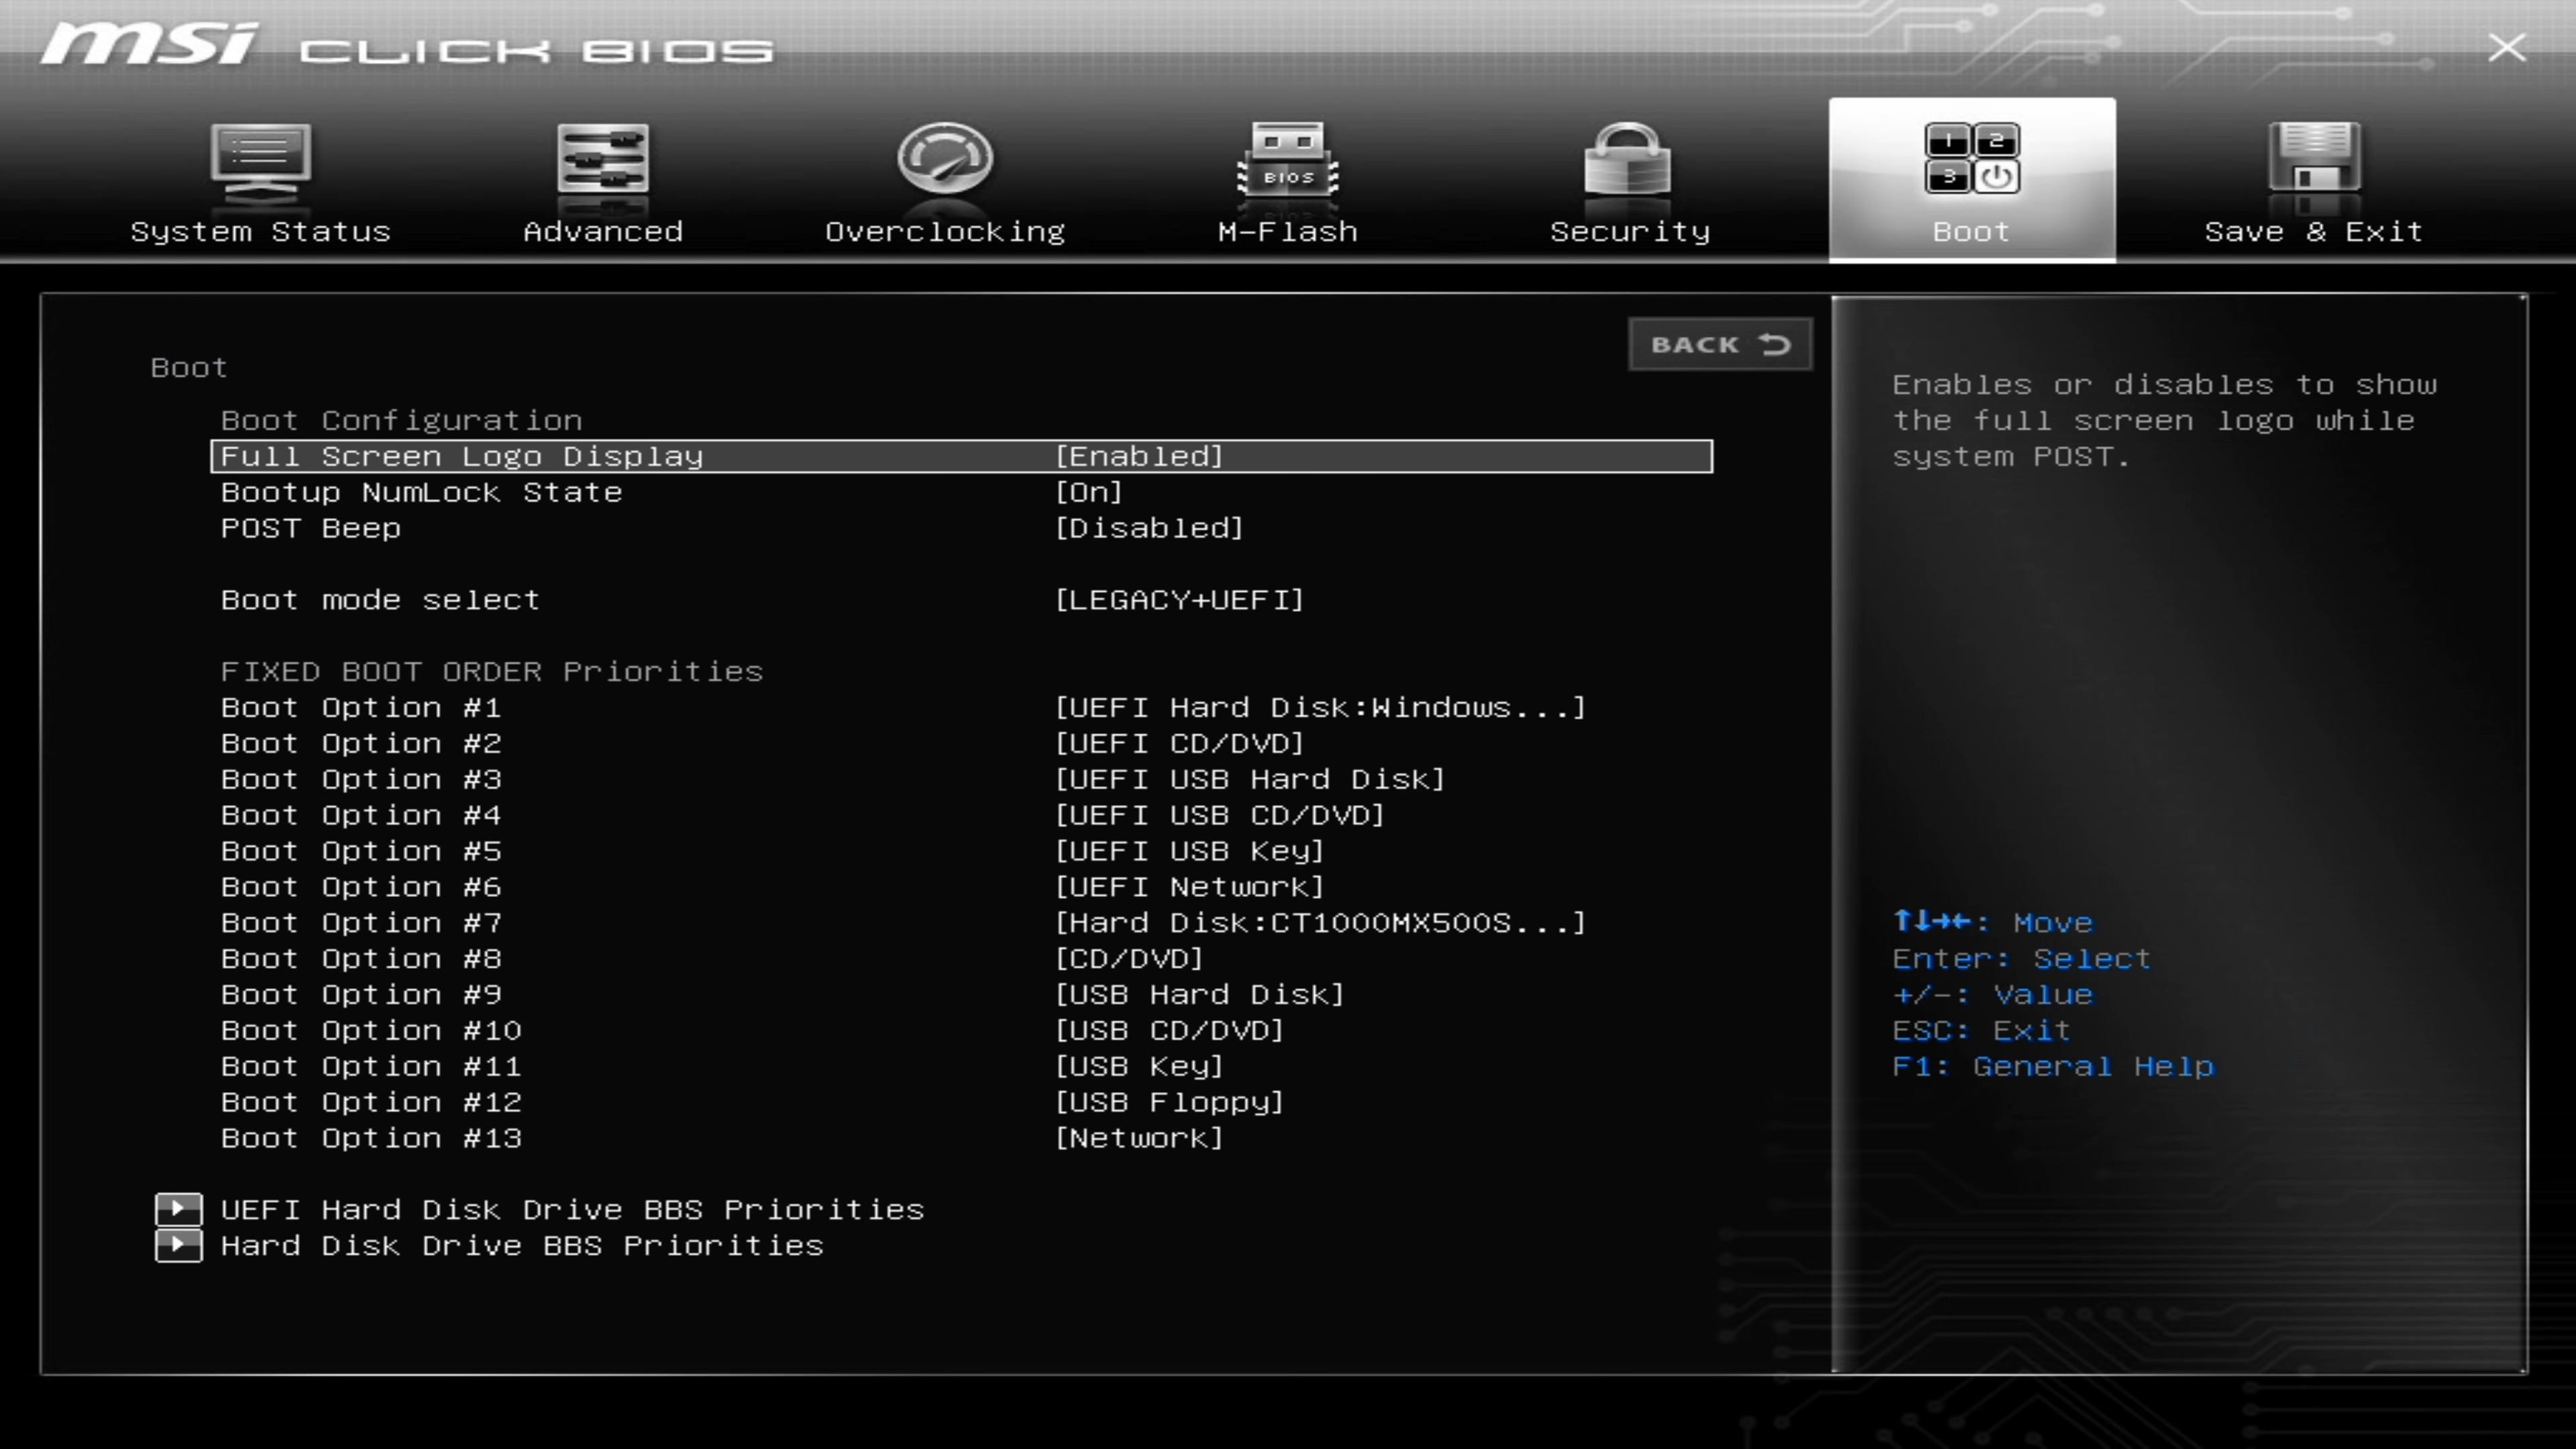 msi CLICK BIOS
System Status
Advanced
Overclocking
BIOS
M-Flash
Security
1 2
3
Boot
Save & Exit
BACK
Boot
Boot Configuration
Full Screen Logo Display [Enabled]
Bootup NumLock State [On]
POST Beep [Disabled]
Boot mode select [LEGACY+UEFI]
FIXED BOOT ORDER Priorities
Boot Option #1 [UEFI Hard Disk:Windows...]
Boot Option #2 [UEFI CD/DVD]
Boot Option #3 [UEFI USB Hard Disk]
Boot Option #4 [UEFI USB CD/DVD]
Boot Option #5 [UEFI USB Key]
Boot Option #6 [UEFI Network]
Boot Option #7 [Hard Disk:CT1000MX500S...]
Boot Option #8 [CD/DVD]
Boot Option #9 [USB Hard Disk]
Boot Option #10 [USB CD/DVD]
Boot Option #11 [USB Key]
Boot Option #12 [USB Floppy]
Boot Option #13 [Network]
UEFI Hard Disk Drive BBS Priorities
Hard Disk Drive BBS Priorities
Enables or disables to show
the full screen logo while
system POST.
↑↓→←: Move
Enter: Select
+/-: Value
ESC: Exit
F1: General Help